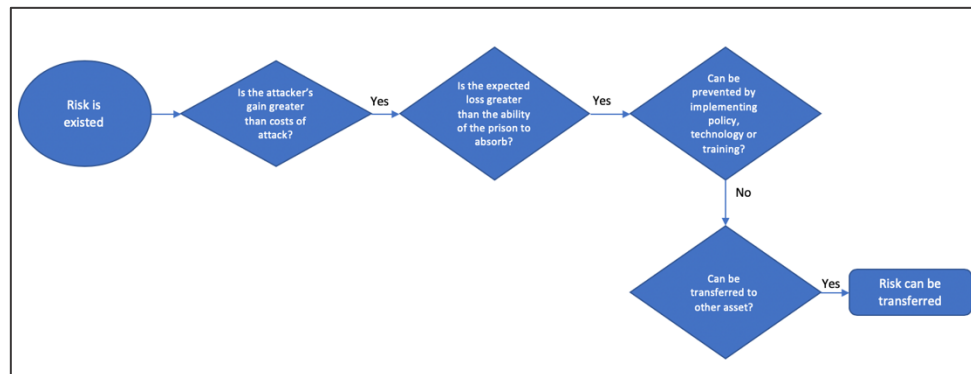 Risk is
existed
Is the attacker's
gain greater
than costs of
attack?
Yes
Is the expected
loss greater
than the ability
of the prison to
absorb?
Yes
Can be
prevented by
implementing
policy,
technology or
training?
No
Can be
transferred to
other asset?
Yes
Risk can be
transferred